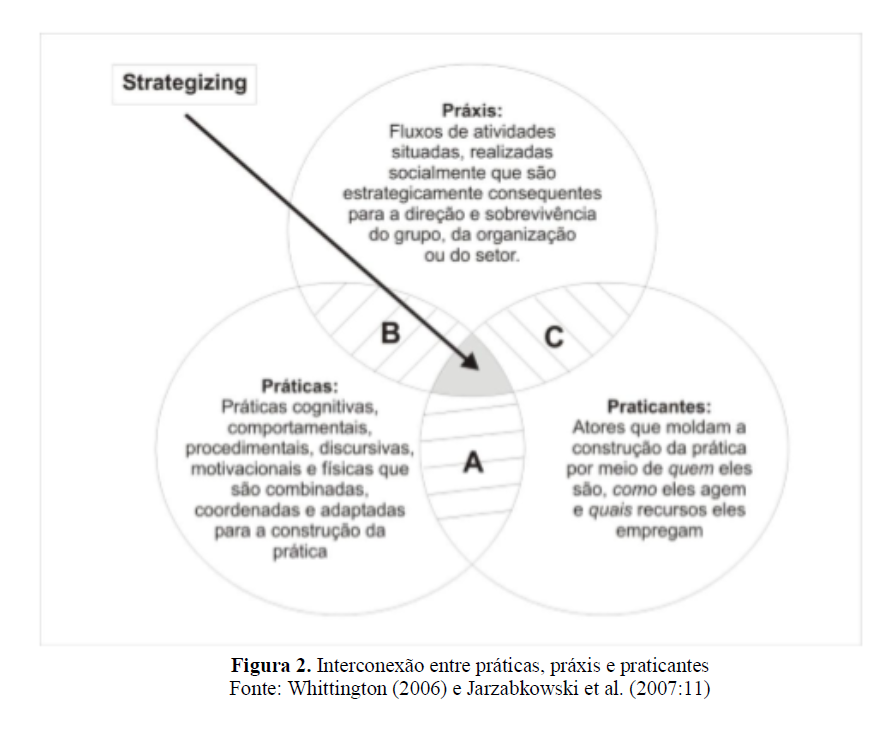 Strategizing
Práxis:
Fluxos de atividades
situadas, realizadas
socialmente que são
estrategicamente consequentes
para a direção e sobrevivência
do grupo, da organização
ou do setor.
B
C
Práticas:
Práticas cognitivas,
comportamentais,
procedimentais, discursivas,
motivacionais e físicas que
são combinadas,
coordenadas e adaptadas
para a construção da
prática
A
Praticantes:
Atores que moldam a
construção da prática
por meio de quem eles
são, como eles agem
e quais recursos eles
empregam
Figura 2. Interconexão entre práticas, práxis e praticantes
Fonte: Whittington (2006) e Jarzabkowski et al. (2007:11)